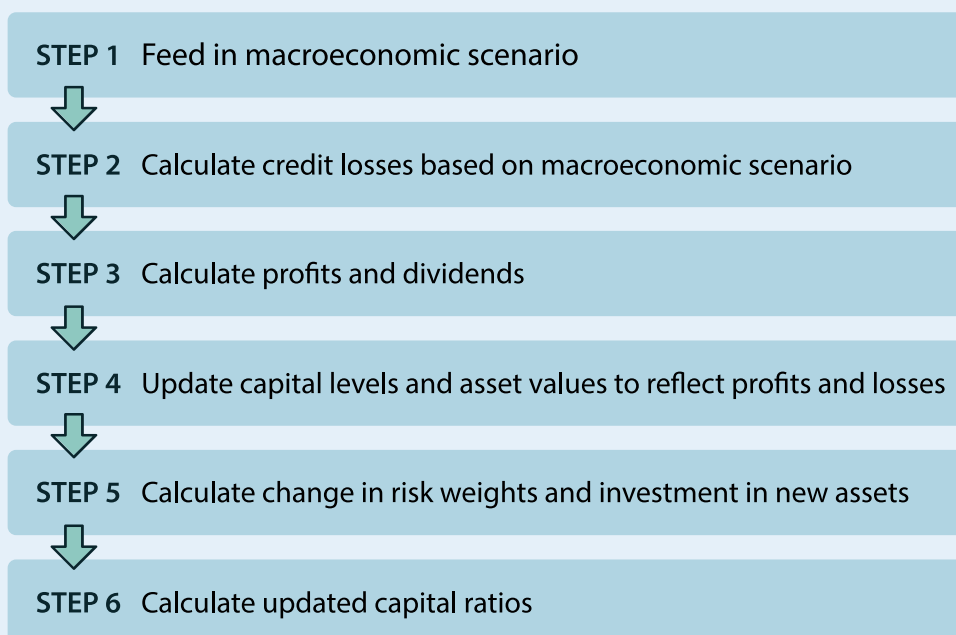 STEP 1 Feed in macroeconomic scenario
STEP 2 Calculate credit losses based on macroeconomic scenario
STEP 3 Calculate profits and dividends
STEP 4 Update capital levels and asset values to reflect profits and losses
STEP 5 Calculate change in risk weights and investment in new assets
STEP 6 Calculate updated capital ratios